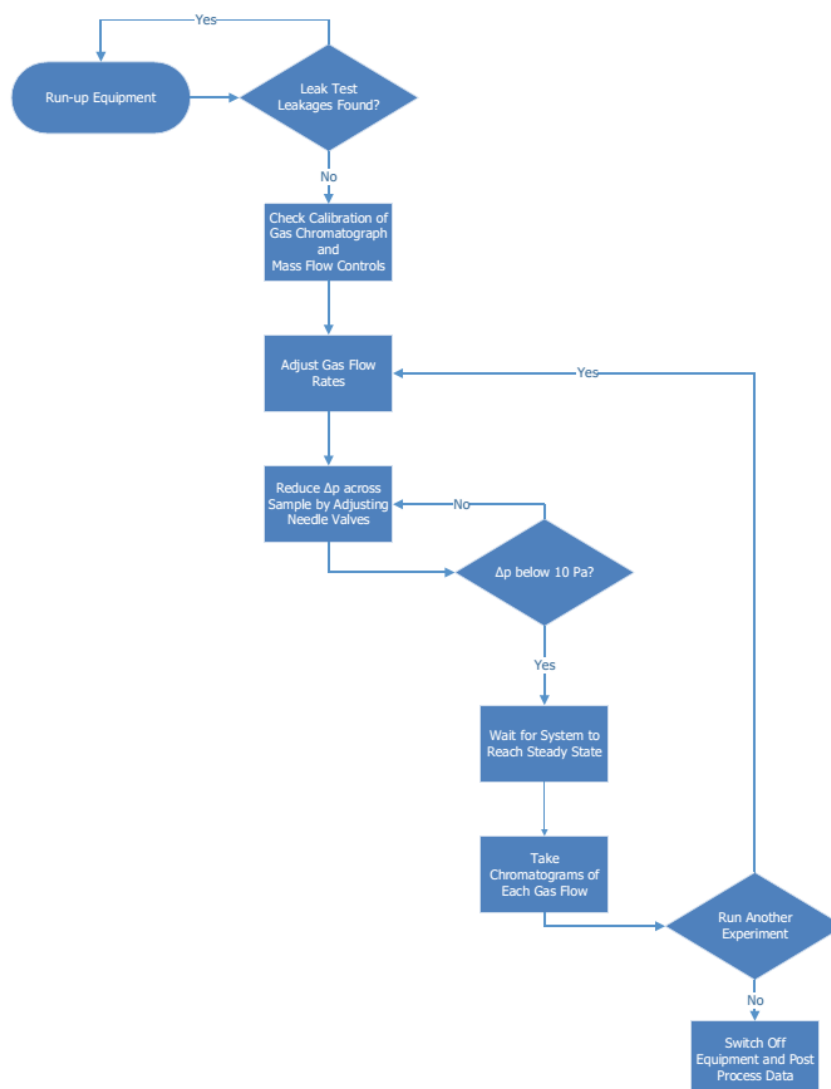 Yes
Run-up Equipment
Leak Test
Leakages Found?
No
Check Calibration of
Gas Chromatograph
and
Mass Flow Controls
Adjust Gas Flow
Rates
Yes
Reduce Δp across
Sample by Adjusting
Needle Valves
No
Δp below 10 Pa?
Yes
Wait for System to
Reach Steady State
Take
Chromatograms of
Each Gas Flow
Run Another
Experiment
No
Switch Off
Equipment and Post
Process Data